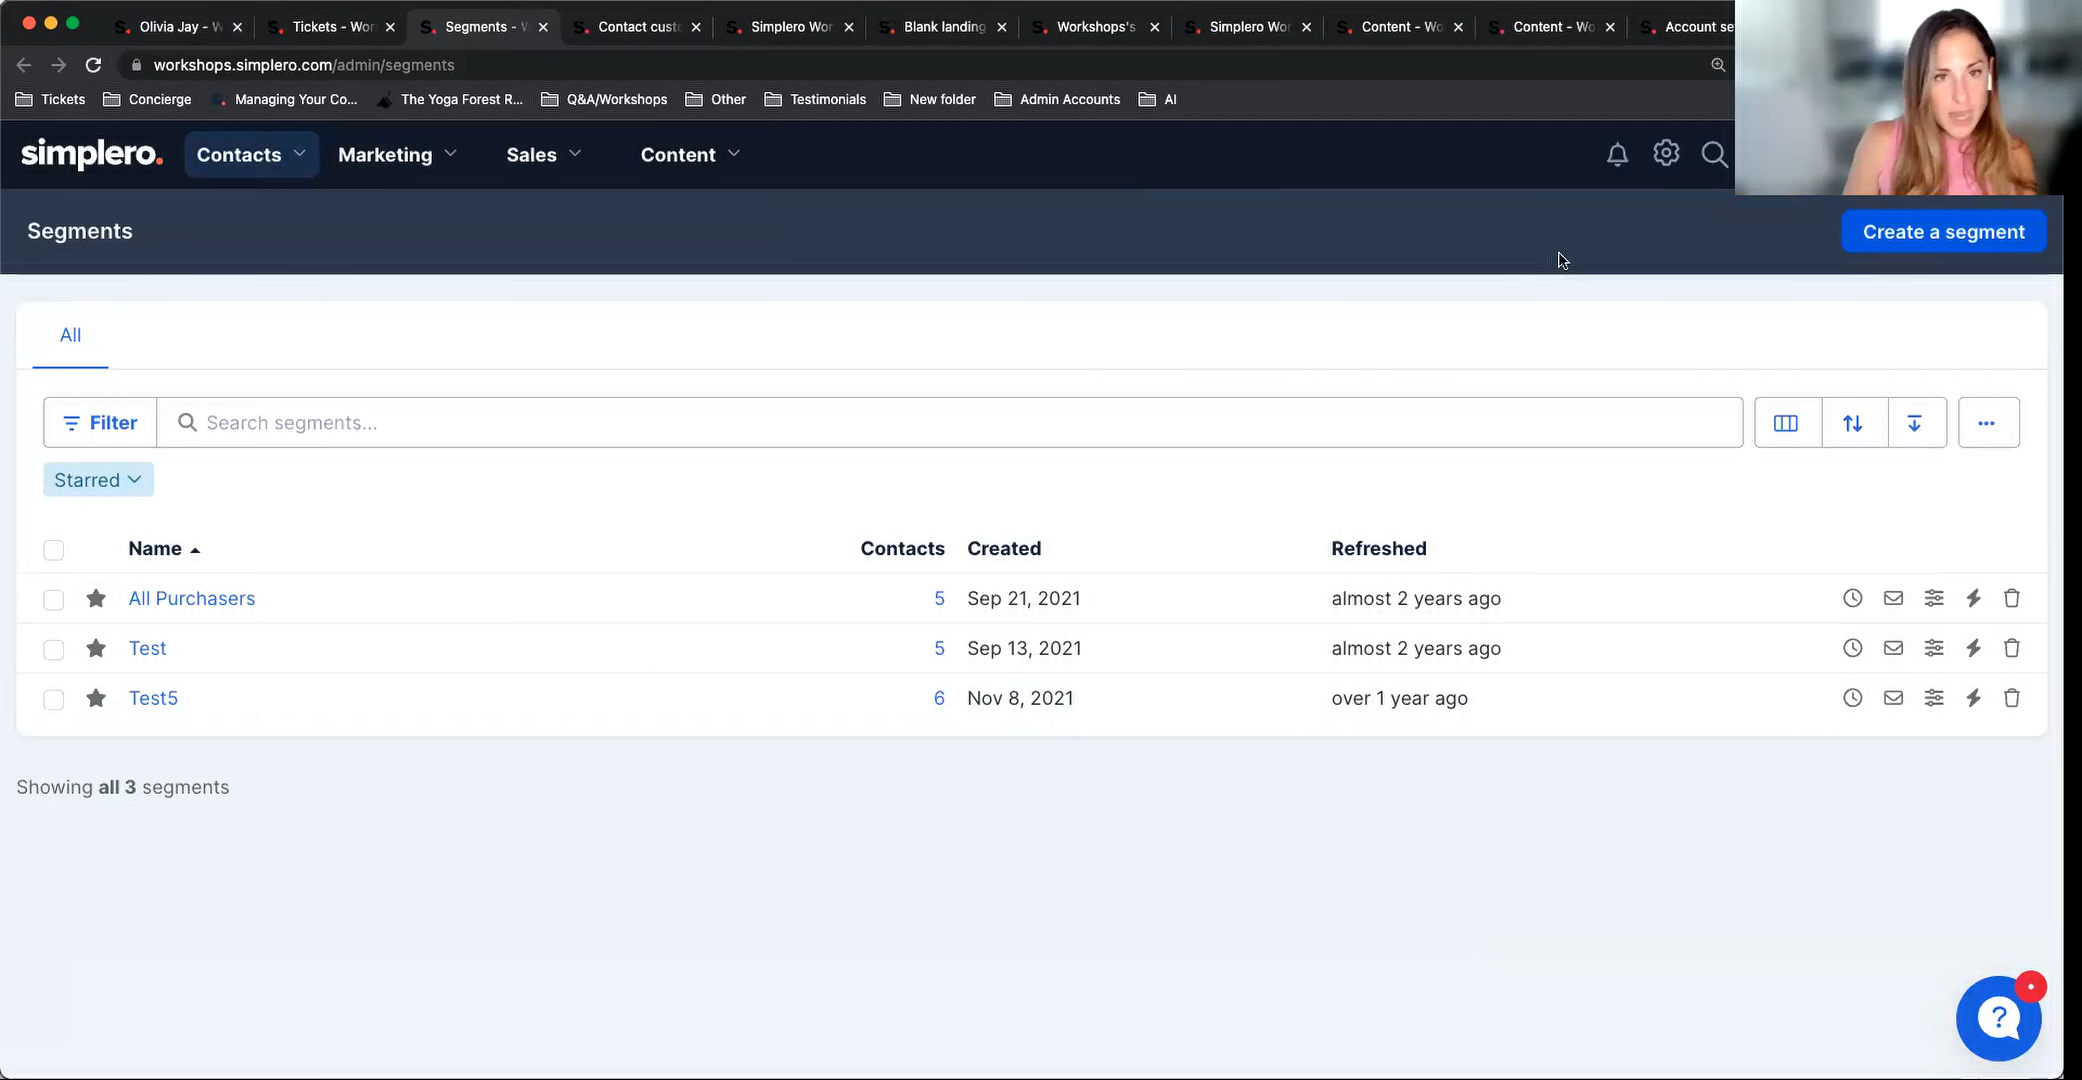 Olivia Jay - W
Tickets - Wor
Segments - W
Contact cust
Simplero Wor
Blank landing
Workshops's
Simplero Wor
Content - Wo
Content - Wo
Account se
workshops.simplero.com/admin/segments
Tickets
Concierge
Managing Your Co...
The Yoga Forest R...
Q&A/Workshops
Other
Testimonials
New folder
Admin Accounts
AI
simplero.
Contacts
Marketing
Sales
Content
Segments
Create a segment
All
Filter
Search segments...
Starred
Name Contacts Created Refreshed
All Purchasers 5 Sep 21, 2021 almost 2 years ago
Test 5 Sep 13, 2021 almost 2 years ago
Test5 6 Nov 8, 2021 over 1 year ago
Showing all 3 segments